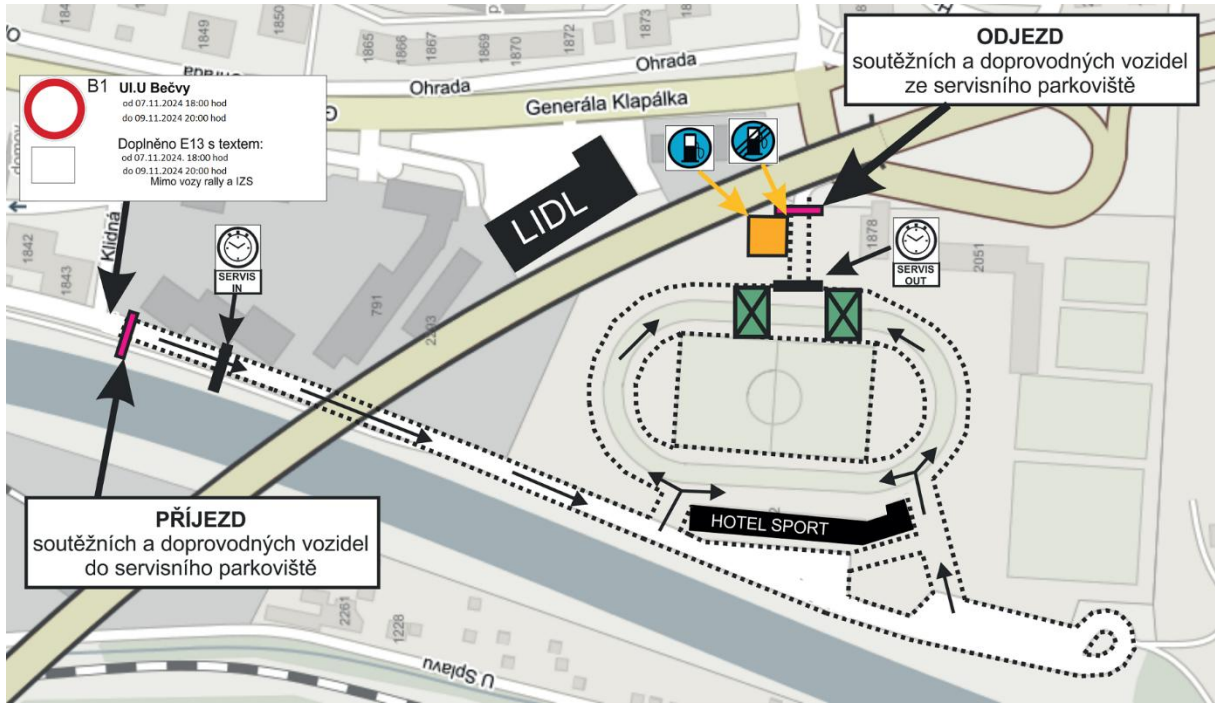 1849
1850
1865
1866
1867
1869
1870
1872
1873
1871
Ohrada
Ohrada
Ohrada
Generála Klapálka
ODJEZD
soutěžních a doprovodných vozidel
ze servisního parkoviště
B1
Ul.U Bečvy
od 07.11.2024 18:00 hod
do 09.11.2024 20:00 hod
Doplněno E13 s textem:
od 07.11.2024. 18:00 hod
do 09.11.2024 20:00 hod
Mimo vozy rally a IZS
domov
Klidná
1842
1843
SERVIS
IN
LIDL
791
2293
1878
2051
SERVIS
OUT
PŘÍJEZD
soutěžních a doprovodných vozidel
do servisního parkoviště
HOTEL SPORT
2261
1228
U Splavu